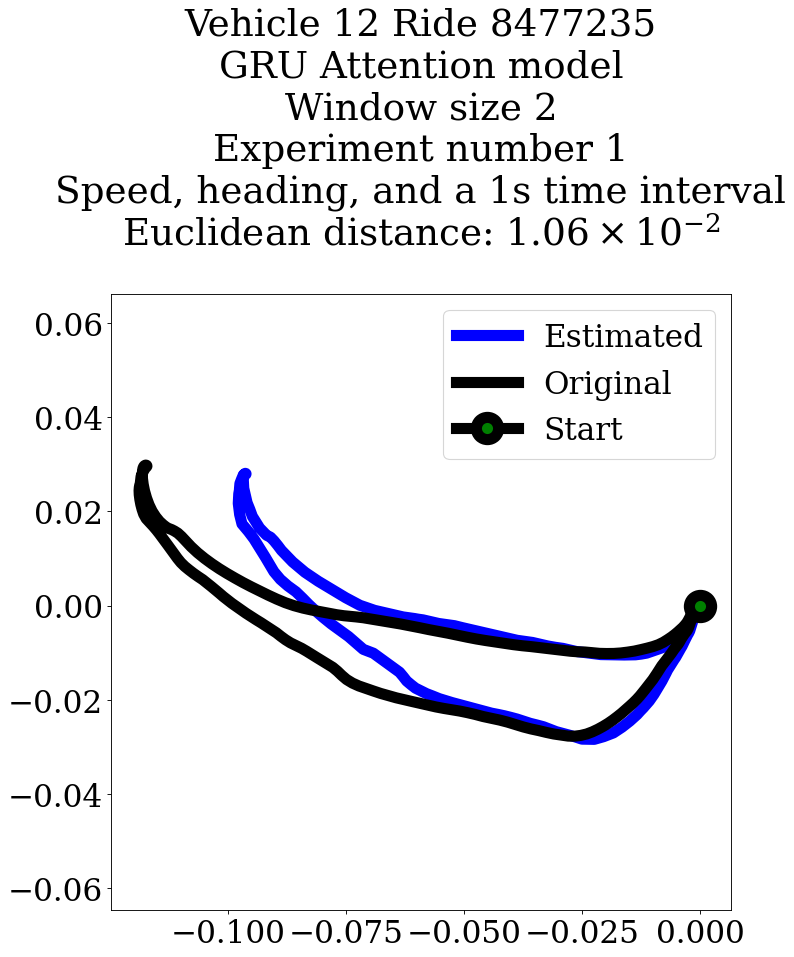 Vehicle 12 Ride 8477235
GRU Attention model
Window size 2
Experiment number 1
Speed, heading, and a 1s time interval
Euclidean distance: 1.06 × 10⁻²
Estimated
Original
Start
0.06
0.04
0.02
0.00
−0.02
−0.04
−0.06
−0.100 −0.075 −0.050 −0.025 0.000